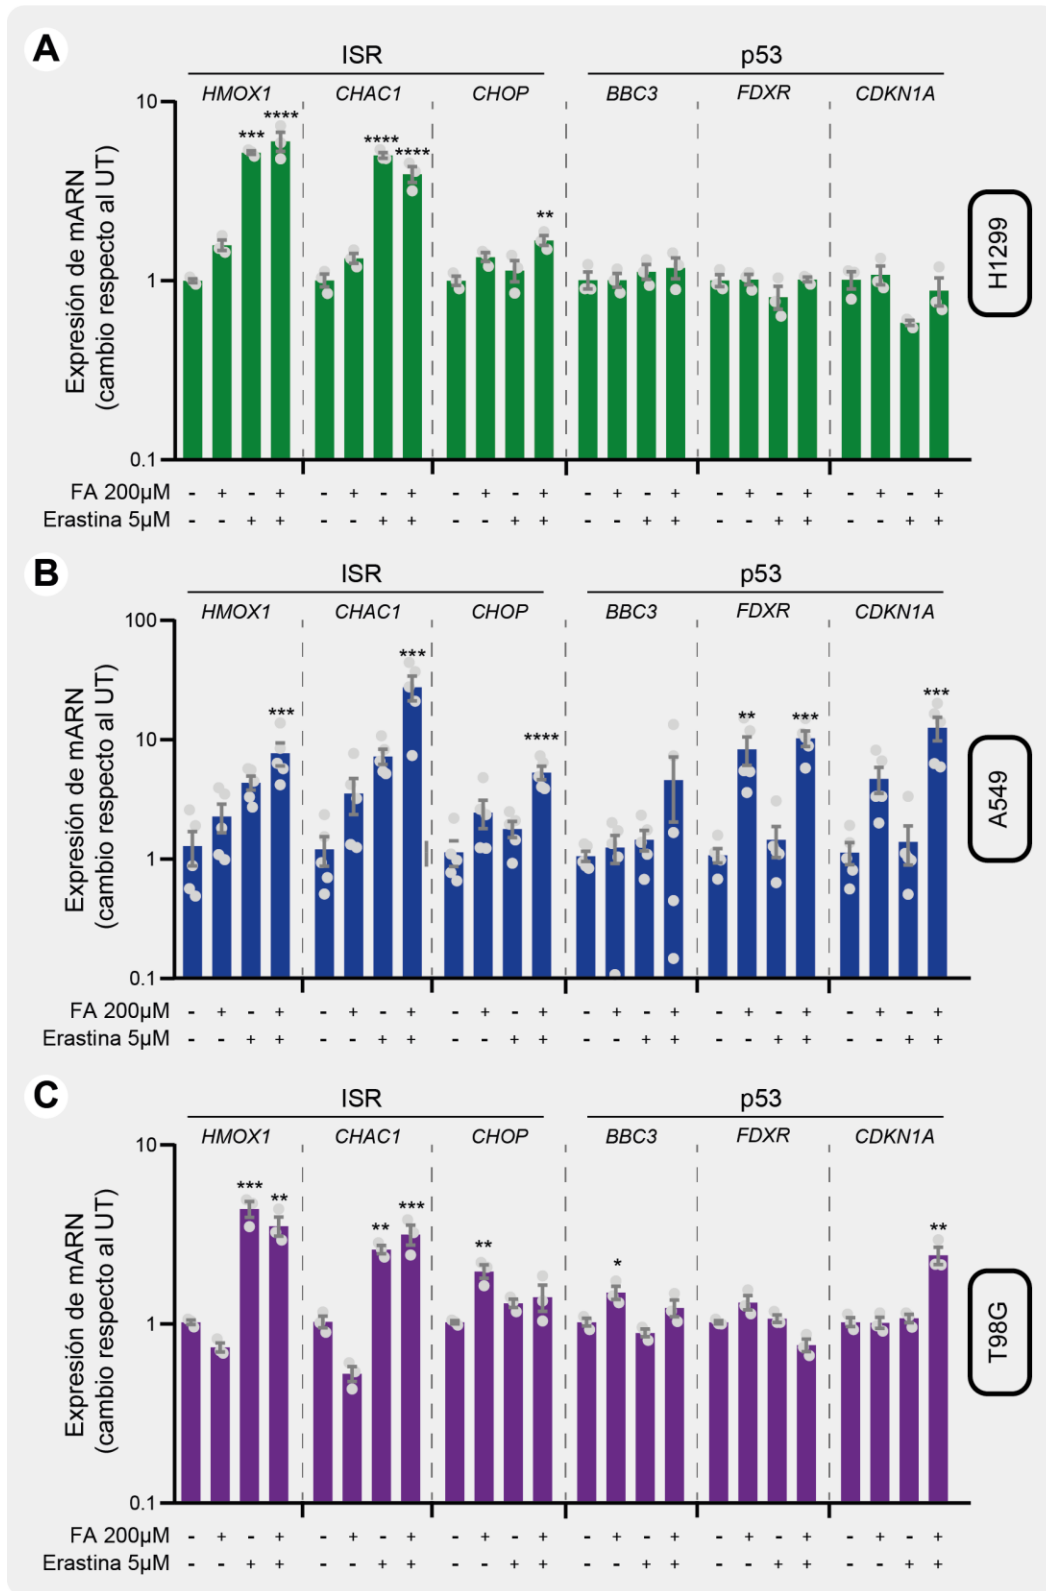 A
ISR p53
HMOX1 CHAC1 CHOP BBC3 FDXR CDKN1A
10
1
0.1
Expresión de mARN
(cambio respecto al UT)
*** **** **** **** **
H1299
FA 200µM - + - + - + - + - + - + - + - + - + - + - + - +
Erastina 5µM - - + + - - + + - - + + - - + + - - + + - - + +
B
ISR p53
HMOX1 CHAC1 CHOP BBC3 FDXR CDKN1A
100
10
1
0.1
Expresión de mARN
(cambio respecto al UT)
*** *** **** ** *** ***
A549
FA 200µM - + - + - + - + - + - + - + - + - + - + - + - +
Erastina 5µM - - + + - - + + - - + + - - + + - - + + - - + +
C
ISR p53
HMOX1 CHAC1 CHOP BBC3 FDXR CDKN1A
10
1
0.1
Expresión de mARN
(cambio respecto al UT)
*** ** ** *** ** * **
T98G
FA 200µM - + - + - + - + - + - + - + - + - + - + - + - +
Erastina 5µM - - + + - - + + - - + + - - + + - - + + - - + +